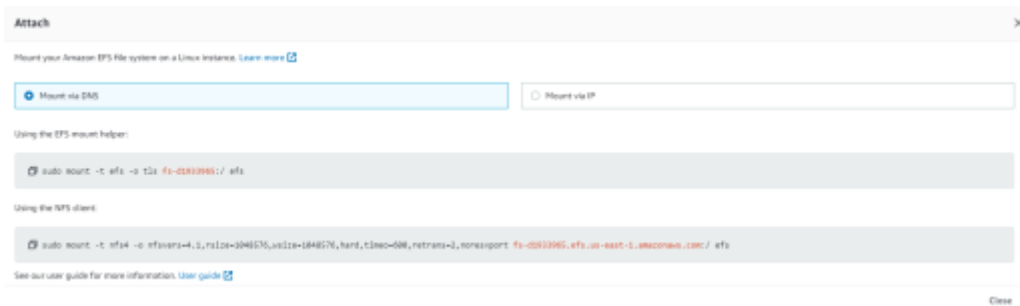 Attach
Mount your Amazon EFS file system on a Linux instance. Learn more
Mount via DNS
Mount via IP
Using the EFS mount helper:
sudo mount -t efs -o tls fs-d1933965:/ efs
Using the NFS client:
sudo mount -t nfs4 -o nfsvers=4.1,rsize=1048576,wsize=1048576,hard,timeo=600,retrans=2,noresvport fs-d1933965.efs.us-east-1.amazonaws.com:/ efs
See our user guide for more information. User guide
Close